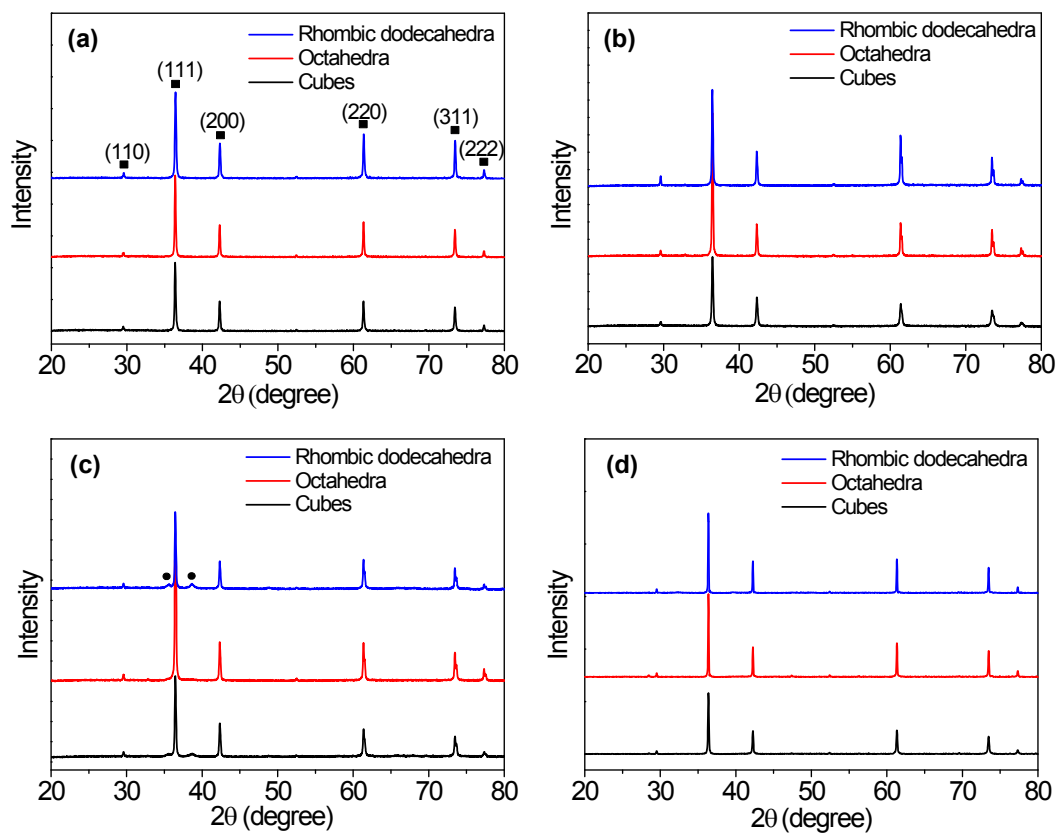 (a)
Rhombic dodecahedra
Octahedra
Cubes
(110)
(111)
(200)
(220)
(311)
(222)
Intensity
20 30 40 50 60 70 80
2θ (degree)
(b)
Rhombic dodecahedra
Octahedra
Cubes
Intensity
20 30 40 50 60 70 80
2θ (degree)
(c)
Rhombic dodecahedra
Octahedra
Cubes
Intensity
20 30 40 50 60 70 80
2θ (degree)
(d)
Rhombic dodecahedra
Octahedra
Cubes
Intensity
20 30 40 50 60 70 80
2θ (degree)